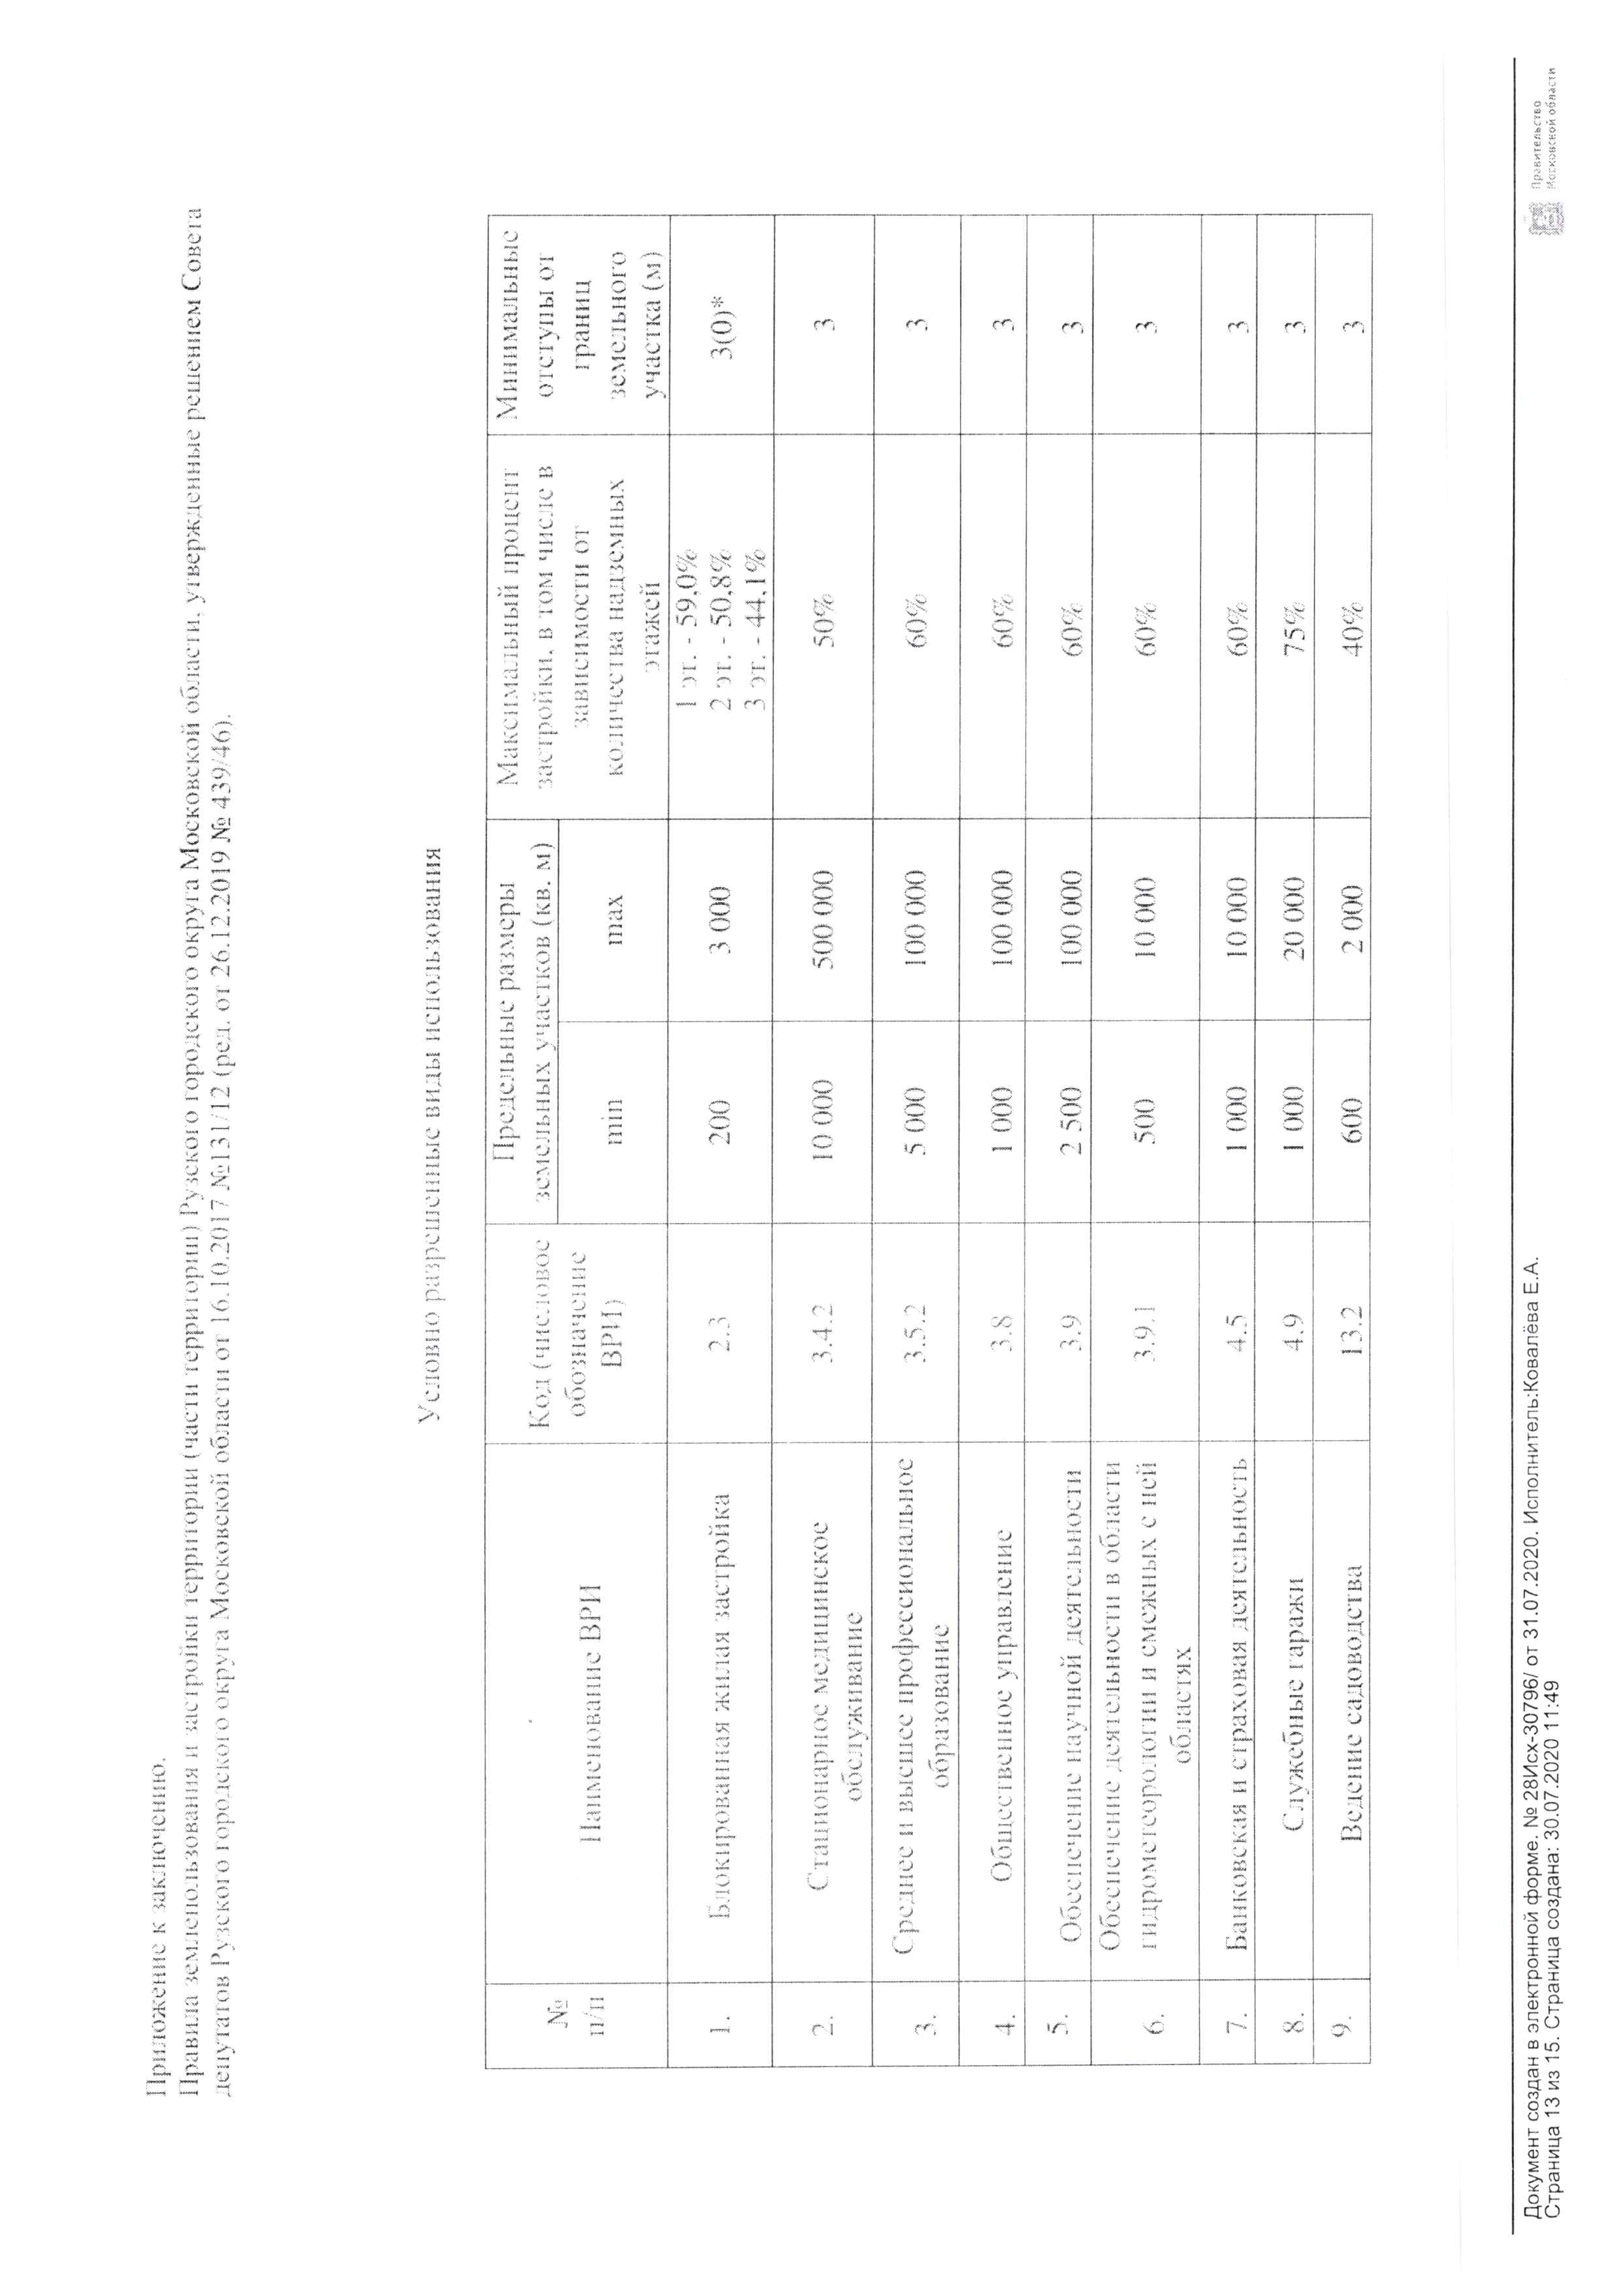 Приложение к заключению.
Правила землепользования и застройки территории (части территории) Рузского городского округа Московской области, утвержденные решением Совета
депутатов Рузского городского округа Московской области от 16.10.2017 №131/12 (ред. от 26.12.2019 № 439/46).
Условно разрешенные виды использования
№ п/п
Наименование ВРИ
Код (числовое
обозначение
ВРИ)
Предельные размеры
земельных участков (кв. м)
min
max
Максимальный процент
застройки, в том числе в
зависимости от
количества надземных
этажей
Минимальные
отступы от
границ
земельного
участка (м)
1. Блокированная жилая застройка 2.3 200 3 000 1 эт. - 59,0%
2 эт. - 50,8%
3 эт. - 44,1% 3(0)*
2. Стационарное медицинское
обслуживание 3.4.2 10 000 500 000 50% 3
3. Среднее и высшее профессиональное
образование 3.5.2 5 000 100 000 60% 3
4. Общественное управление 3.8 1 000 100 000 60% 3
5. Обеспечение научной деятельности 3.9 2 500 100 000 60% 3
6. Обеспечение деятельности в области
гидрометеорологии и смежных с ней
областях 3.9.1 500 10 000 60% 3
7. Банковская и страховая деятельность 4.5 1 000 10 000 60% 3
8. Служебные гаражи 4.9 1 000 20 000 75% 3
9. Ведение садоводства 13.2 600 2 000 40% 3
Документ создан в электронной форме. № 28Исх-30796/ от 31.07.2020. Исполнитель:Ковалёва Е.А.
Страница 13 из 15. Страница создана: 30.07.2020 11:49
Правительство
Московской области